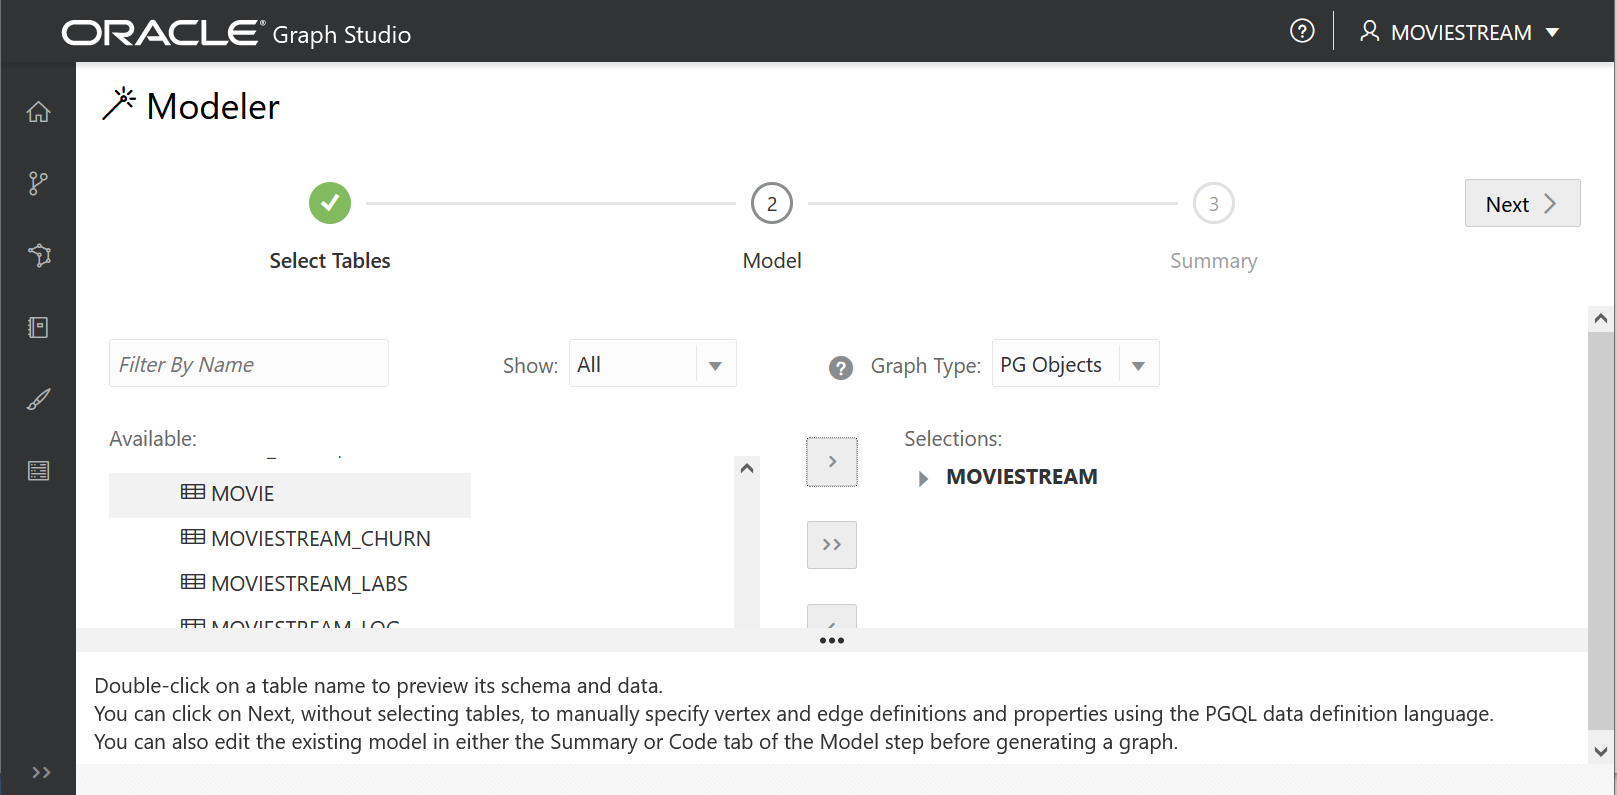 ORACLE® Graph Studio
? MOVIESTREAM
Modeler
2 3 Next
Select Tables Model Summary
Filter By Name Show: All ? Graph Type: PG Objects
Available: Selections:
MOVIESTREAM
MOVIE
MOVIESTREAM_CHURN
MOVIESTREAM_LABS
MOVIESTREAM_LOG
Double-click on a table name to preview its schema and data.
You can click on Next, without selecting tables, to manually specify vertex and edge definitions and properties using the PGQL data definition language.
You can also edit the existing model in either the Summary or Code tab of the Model step before generating a graph.